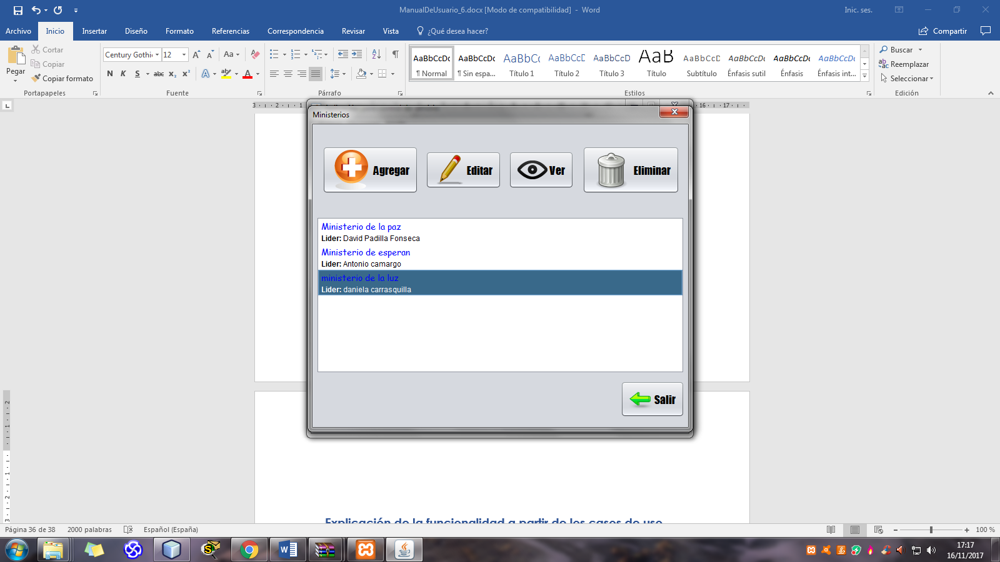 ManualDeUsuario_6.docx [Modo de compatibilidad] - Word
Inic. ses.
Archivo Inicio Insertar Diseño Formato Referencias Correspondencia Revisar Vista ¿Qué desea hacer? Compartir
Pegar
Cortar
Copiar
Copiar formato
Portapapeles
Century Gothi 12
N K S abc x₂ x²
Fuente
Párrafo
AaBbCcDc AaBbCcDc AaBbCc AaBbCcD AaBbCcD AaB AaBbCcD AaBbCcDc AaBbCcDc AaBbCcDc
¶ Normal ¶ Sin espa... Título 1 Título 2 Título 3 Título Subtítulo Énfasis sutil Énfasis Énfasis int...
Estilos
Buscar
Reemplazar
Seleccionar
Edición
3 2 1 16 17
Ministerios
Agregar Editar Ver Eliminar
Ministerio de la paz
Lider: David Padilla Fonseca
Ministerio de esperan
Lider: Antonio camargo
ministerio de la luz
Lider: daniela carrasquilla
Salir
Explicación de la funcionalidad a partir de los casos de uso
Página 36 de 38 2000 palabras Español (España) 100 %
17:17
16/11/2017